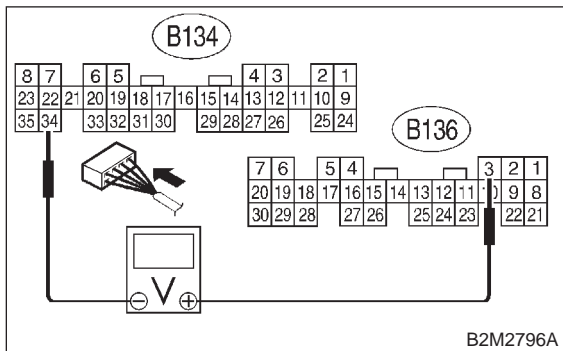 B134
8 7 6 5 4 3 2 1
23 22 21 20 19 18 17 16 15 14 13 12 11 10 9
35 34 33 32 31 30 29 28 27 26 25 24
B136
7 6 5 4 3 2 1
20 19 18 17 16 15 14 13 12 11 10 9 8
30 29 28 27 26 25 24 23 22 21
V
− +
B2M2796A